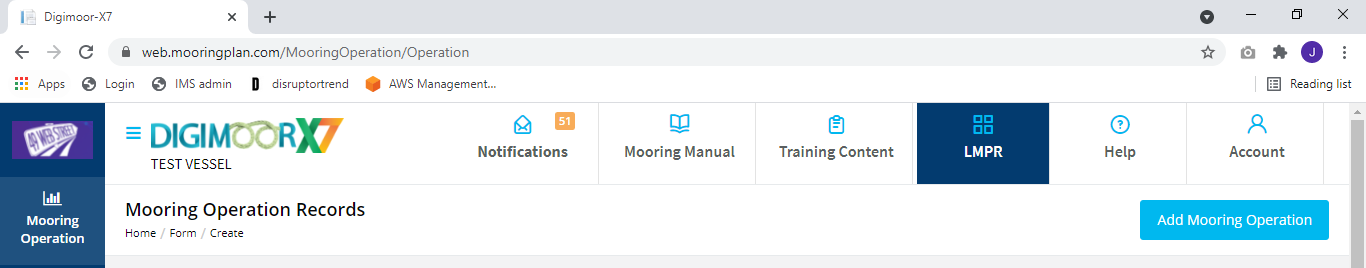 Digimoor-X7
web.mooringplan.com/MooringOperation/Operation
J
Apps Login IMS admin D disruptortrend AWS Management... Reading list
49 WEB STREET
DIGIMOORX7
TEST VESSEL
51
Notifications Mooring Manual Training Content LMPR Help Account
Mooring
Operation
Mooring Operation Records
Home / Form / Create
Add Mooring Operation